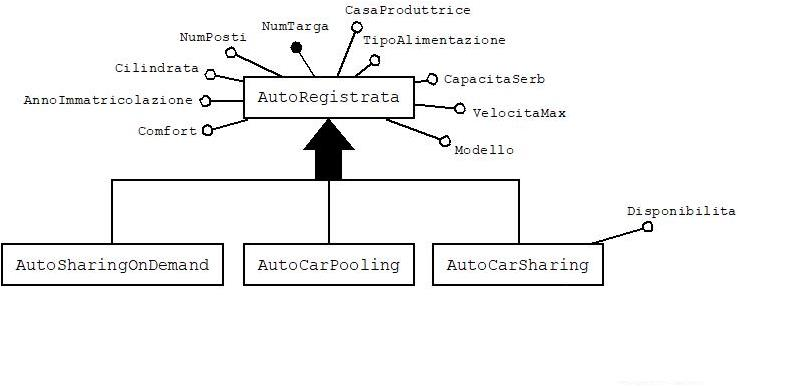 CasaProduttrice
NumTarga
NumPosti
TipoAlimentazione
Cilindrata
CapacitaSerb
AnnoImmatricolazione
AutoRegistrata
VelocitaMax
Comfort
Modello
Disponibilita
AutoSharingOnDemand
AutoCarPooling
AutoCarSharing